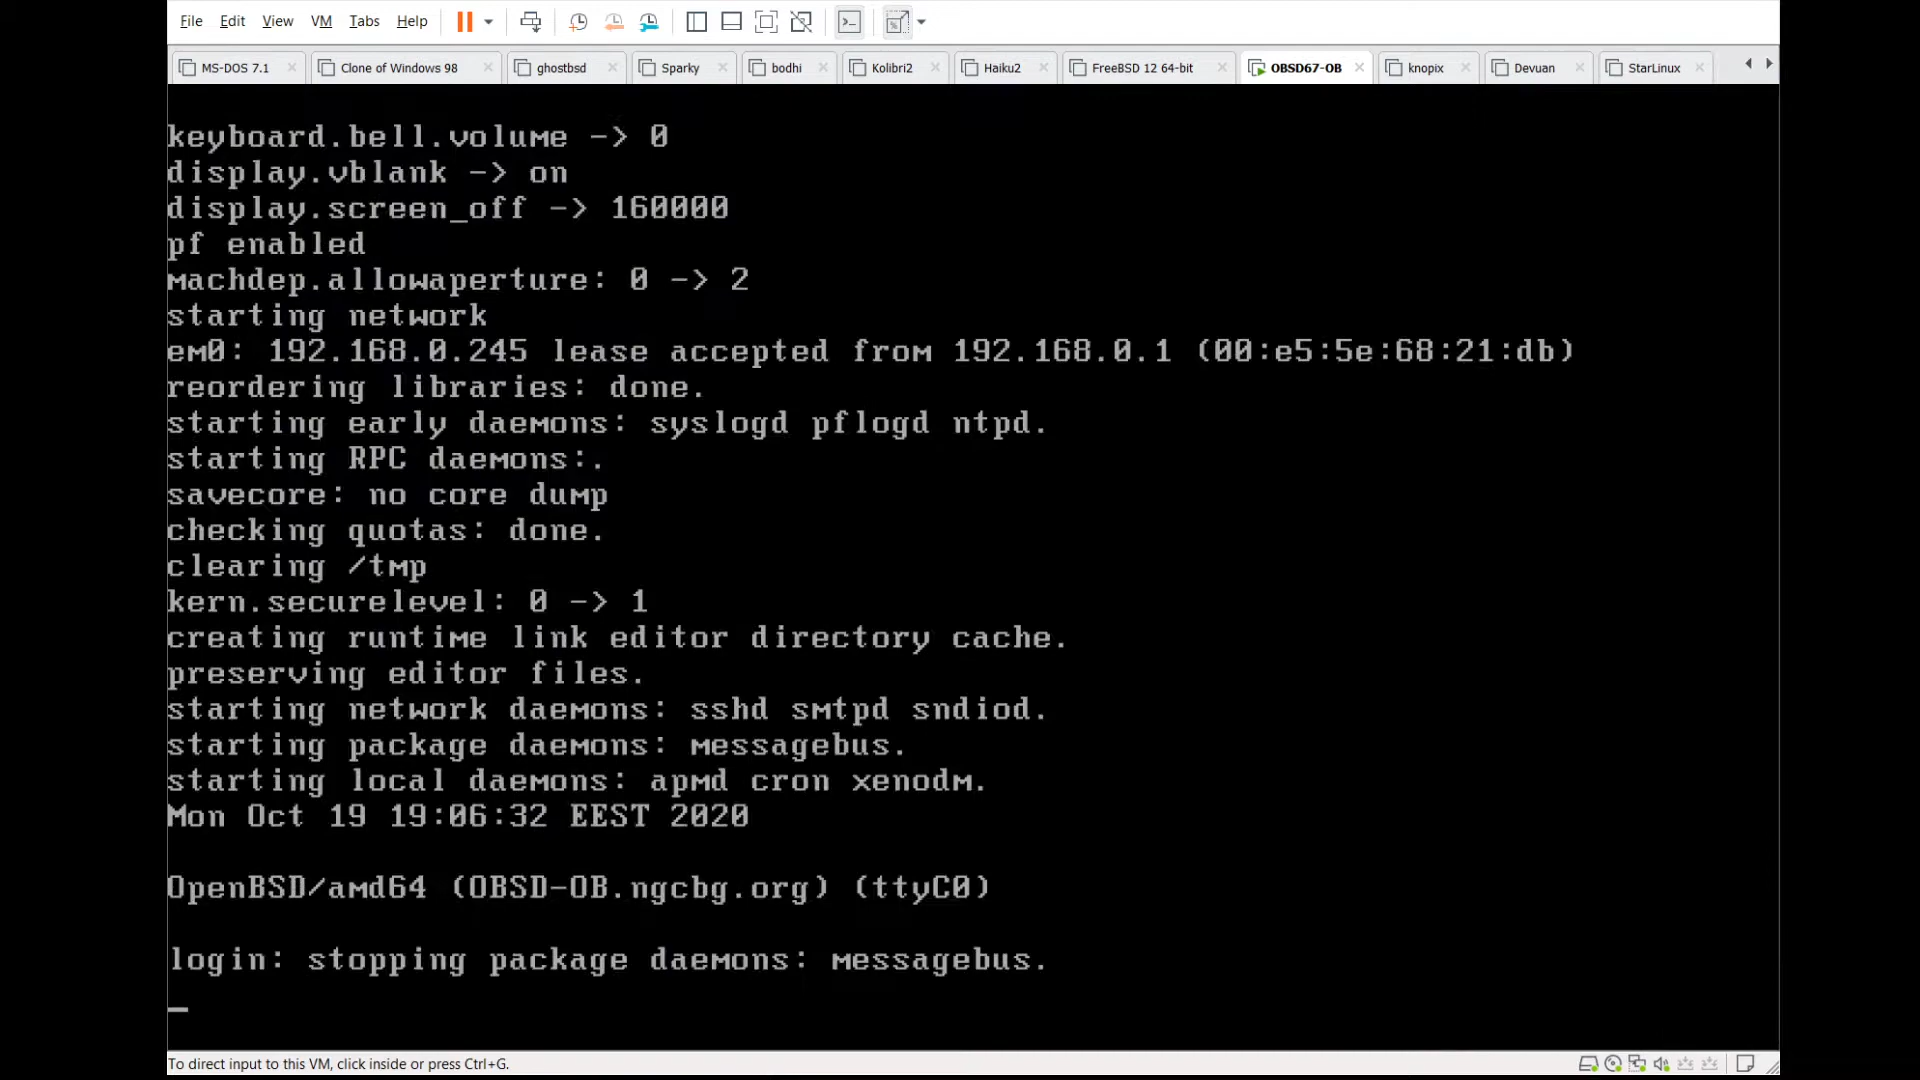 File Edit View VM Tabs Help
MS-DOS 7.1 Clone of Windows 98 ghostbsd Sparky bodhi Kolibri2 Haiku2 FreeBSD 12 64-bit OBSD67-OB knopix Devuan StarLinux
keyboard.bell.volume -> 0
display.vblank -> on
display.screen_off -> 160000
pf enabled
machdep.allowaperture: 0 -> 2
starting network
em0: 192.168.0.245 lease accepted from 192.168.0.1 (00:e5:5e:68:21:db)
reordering libraries: done.
starting early daemons: syslogd pflogd ntpd.
starting RPC daemons:.
savecore: no core dump
checking quotas: done.
clearing /tmp
kern.securelevel: 0 -> 1
creating runtime link editor directory cache.
preserving editor files.
starting network daemons: sshd smtpd sndiod.
starting package daemons: messagebus.
starting local daemons: apmd cron xenodm.
Mon Oct 19 19:06:32 EEST 2020
OpenBSD/amd64 (OBSD-OB.ngcbg.org) (ttyC0)
login: stopping package daemons: messagebus.
To direct input to this VM, click inside or press Ctrl+G.